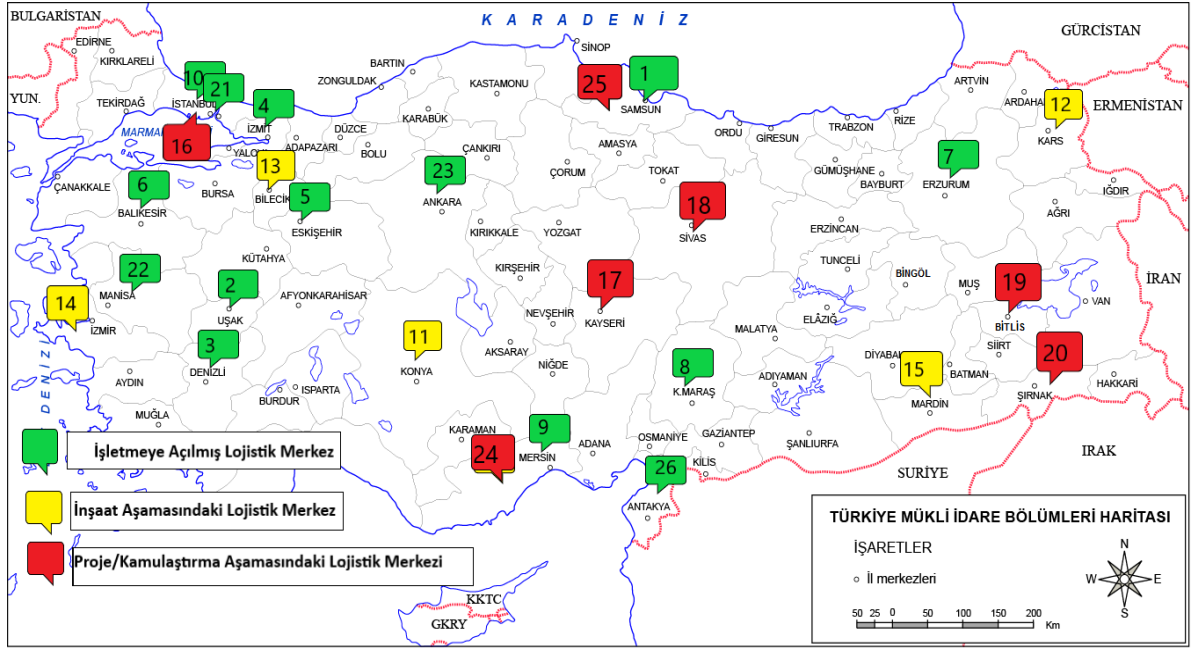 BULGARİSTAN
K A R A D E N İ Z
GÜRCİSTAN
EDİRNE
SİNOP
KIRKLARELİ
BARTIN
ZONGULDAK
KASTAMONU
ARTVİN
YUN.
10
21
4
25
1
12
ERMENİSTAN
TEKİRDAĞ
İSTANBUL
SAMSUN
ARDAHA
KARABÜK
RİZE
TRABZON
ORDU
GİRESUN
MARMA
İZMİT
DÜZCE
ADAPAZARI
BOLU
KARS
16
YALO
13
ÇANKIRI
AMASYA
7
ÇORUM
TOKAT
GÜMÜŞHANE
BAYBURT
ERZURUM
IĞDIR
ÇANAKKALE
6
BURSA
BİLECİK
5
23
ANKARA
18
AĞRI
BALIKESİR
ESKİŞEHİR
KIRIKKALE
YOZGAT
SİVAS
ERZİNCAN
KÜTAHYA
22
2
17
TUNCELİ
BİNGÖL
19
İRAN
14
MANİSA
AFYONKARAHİSAR
KIRŞEHİR
MUŞ
VAN
İZMİR
UŞAK
NEVŞEHİR
KAYSERİ
ELÂZIĞ
BİTLİS
3
11
MALATYA
AKSARAY
SİİRT
20
DİYABA
15
BATMAN
8
NİĞDE
AYDIN
DENİZLİ
KONYA
ADIYAMAN
HAKKARİ
D E N İ Z İ
BURDUR
ISPARTA
K.MARAŞ
MARDİN
ŞIRNAK
MUĞLA
9
KARAMAN
24
MERSİN
ADANA
OSMANİYE
GAZİANTEP
ŞANLIURFA
KİLİS
26
ANTAKYA
SURİYE
IRAK
İşletmeye Açılmış Lojistik Merkez
İnşaat Aşamasındaki Lojistik Merkez
Proje/Kamulaştırma Aşamasındaki Lojistik Merkezi
KKTC
GKRY
TÜRKİYE MÜKLİ İDARE BÖLÜMLERİ HARİTASI
İŞARETLER
İl merkezleri
N
W E
S
50 25 0 50 100 150 200
Km